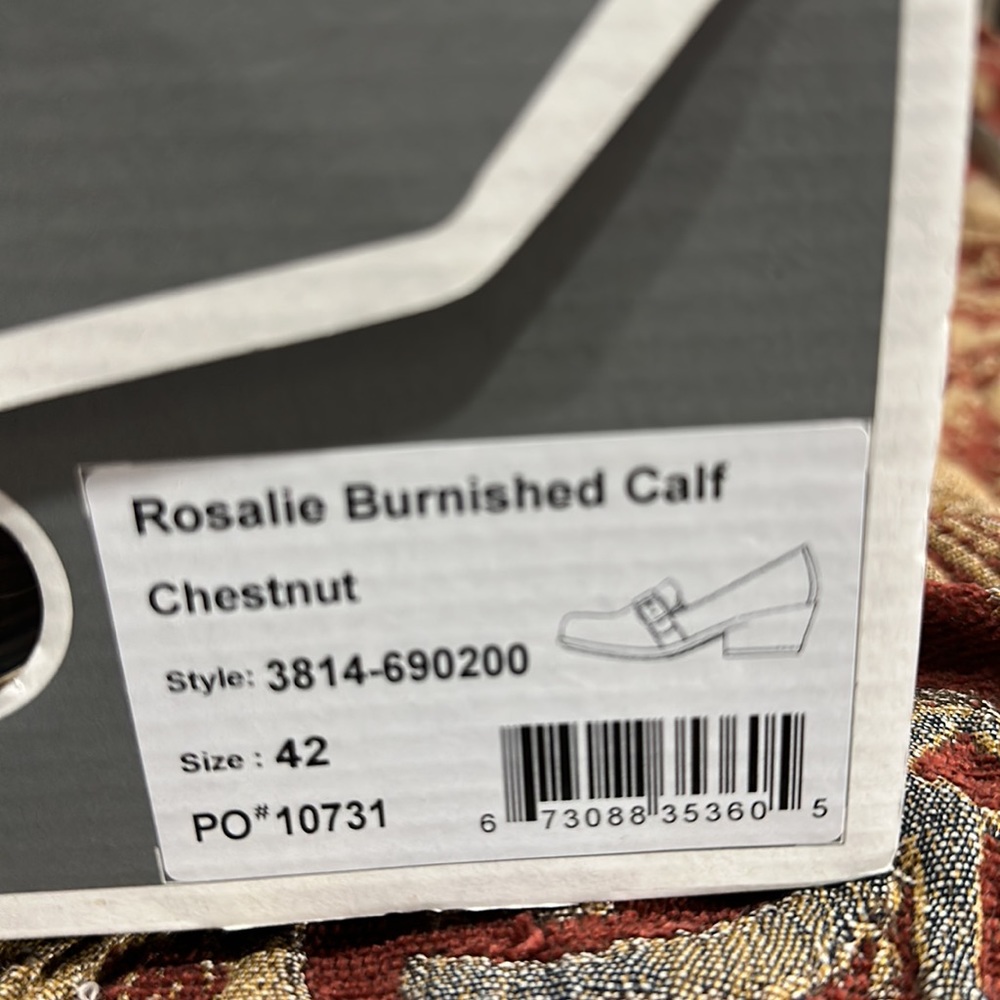 Rosalie Burnished Calf
Chestnut
Style: 3814-690200
Size : 42
PO#10731
6 73088 35360 5